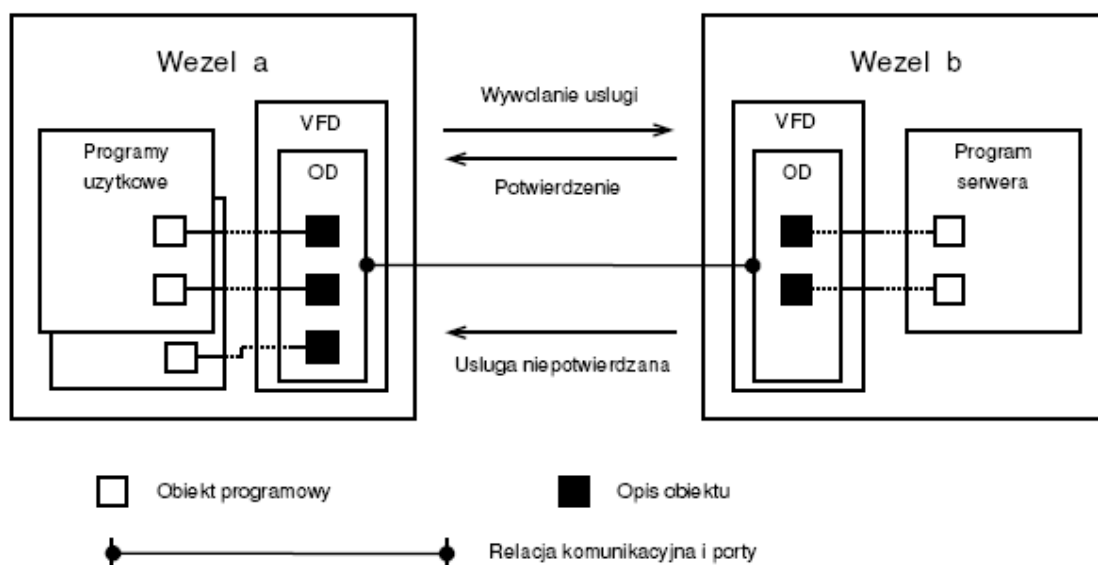 Wezel a
Wezel b
Wywolanie uslugi
VFD
VFD
Programy
uzytkowe
OD
OD
Program
serwera
Potwierdzenie
Usluga niepotwierdzana
Obiekt programowy
Opis obiektu
Relacja komunikacyjna i porty